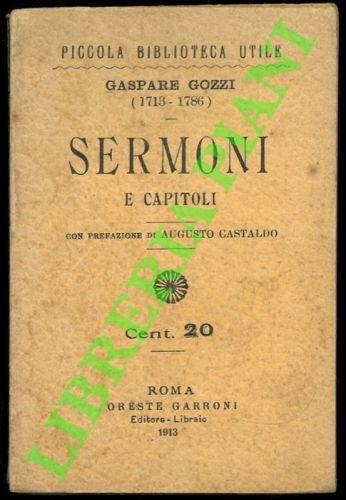 PICCOLA BIBLIOTECA UTILE
GASPARE GOZZI
(1713 - 1786)
SERMONI
E CAPITOLI
CON PREFAZIONE DI AUGUSTO CASTALDO
Cent. 20
ROMA
ORESTE GARRONI
Editore - Libraio
1913
LIBRERIA PIANI